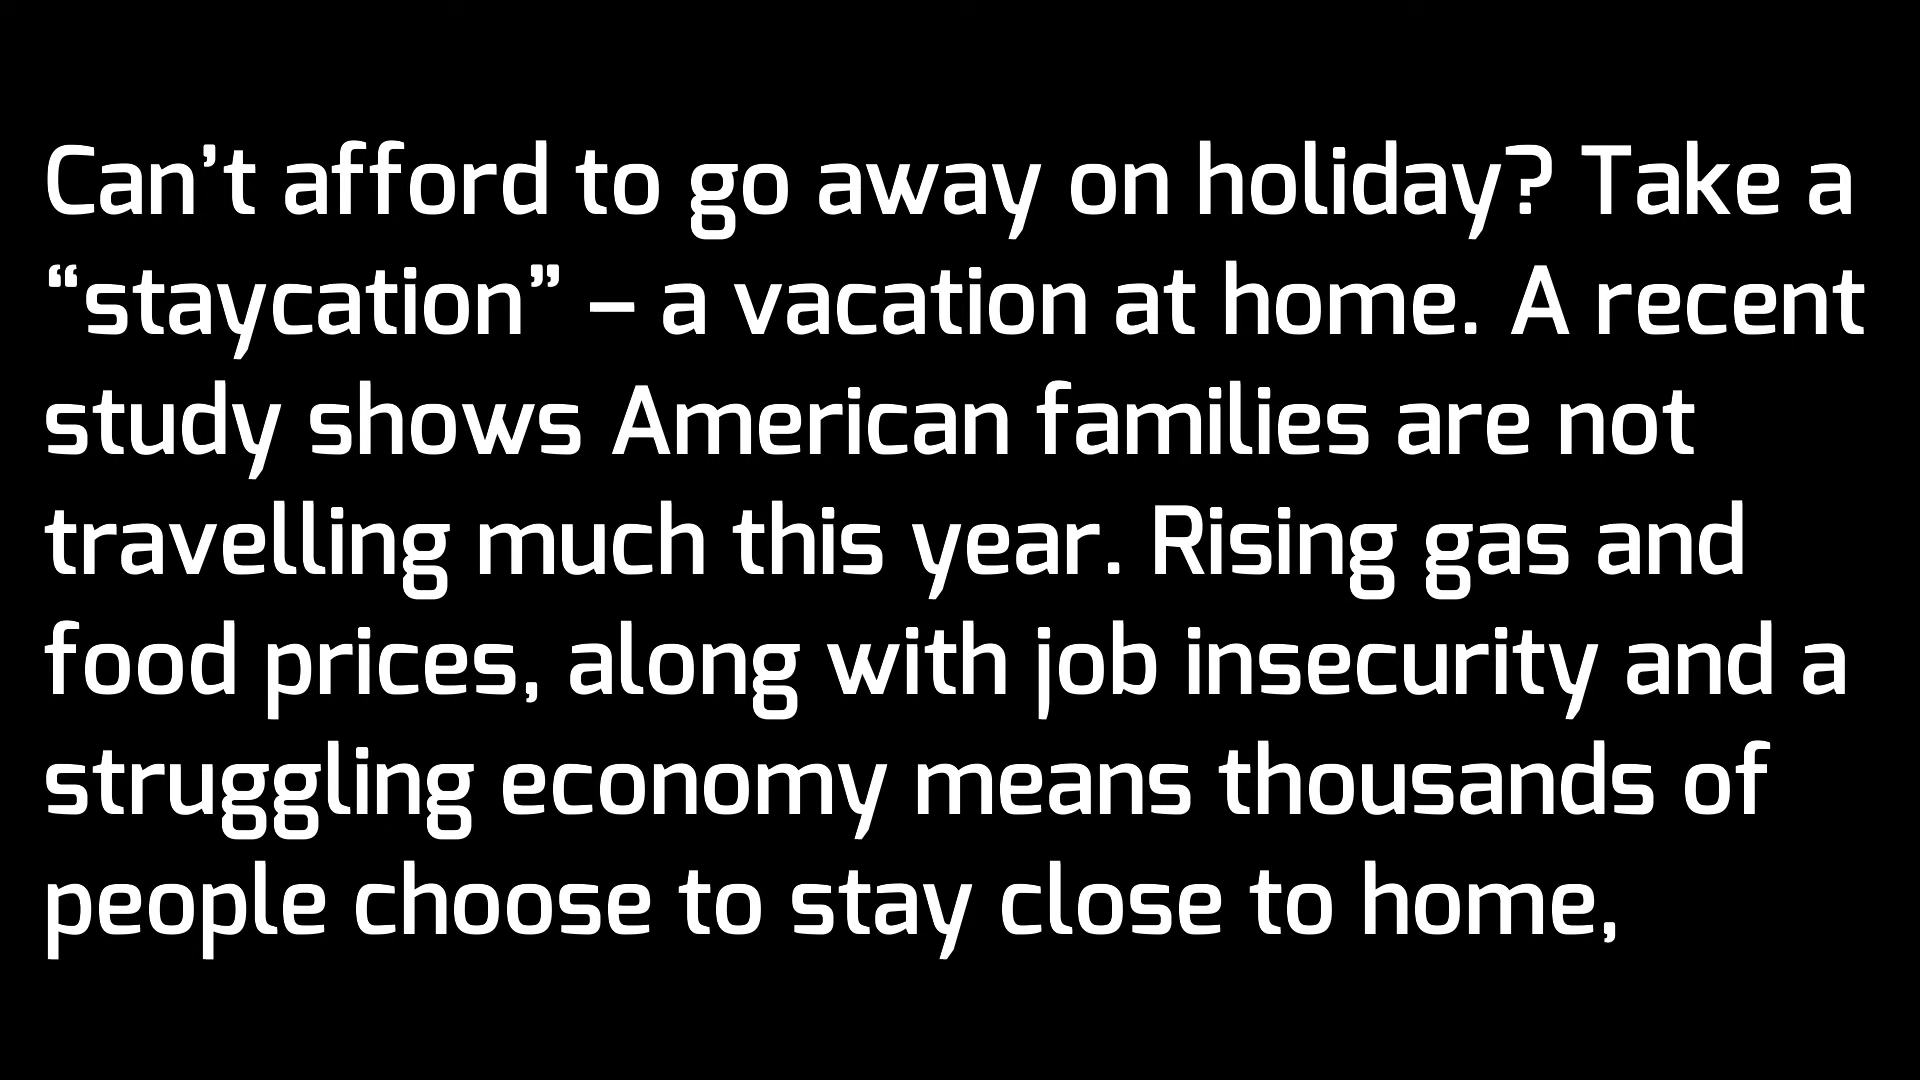 Can’t afford to go away on holiday? Take a
“staycation” – a vacation at home. A recent
study shows American families are not
travelling much this year. Rising gas and
food prices, along with job insecurity and a
struggling economy means thousands of
people choose to stay close to home,